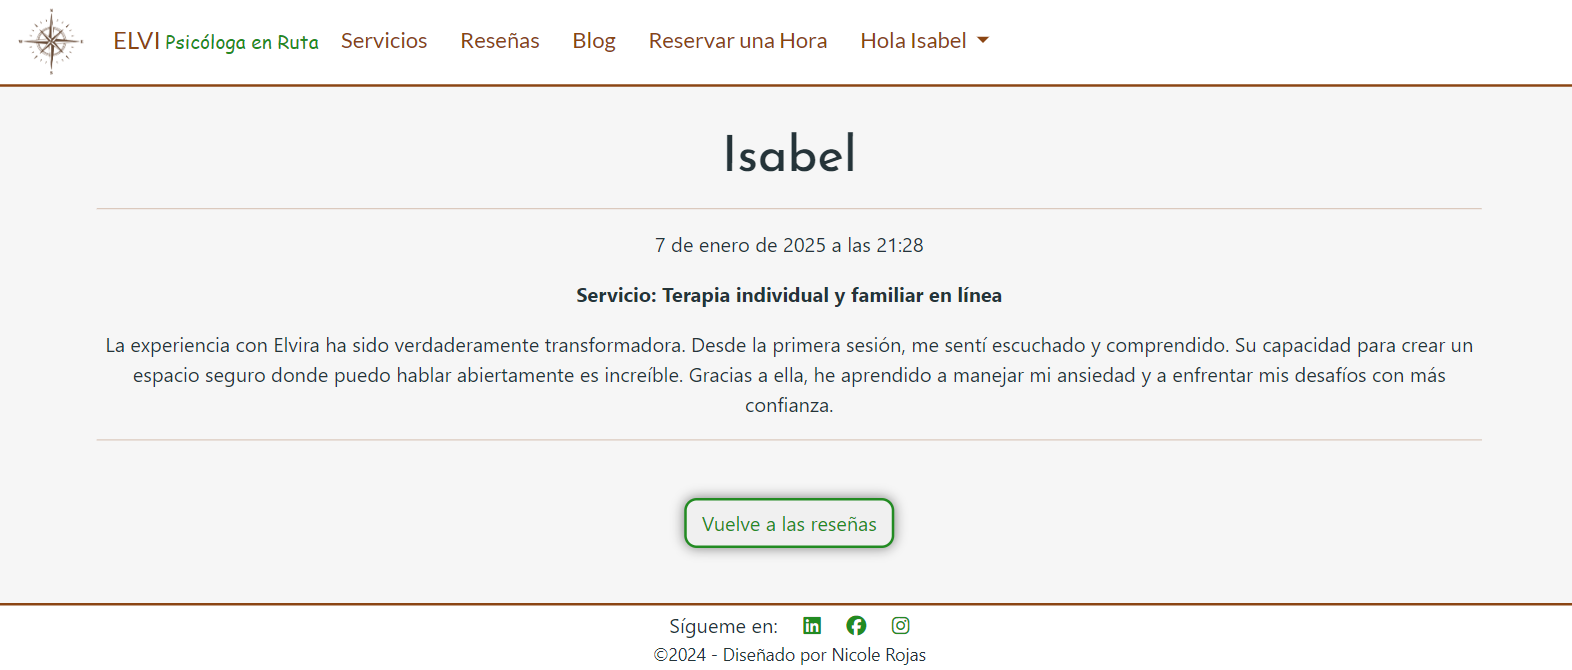 ELVI Psicóloga en Ruta Servicios Reseñas Blog Reservar una Hora Hola Isabel
Isabel
7 de enero de 2025 a las 21:28
Servicio: Terapia individual y familiar en línea
La experiencia con Elvira ha sido verdaderamente transformadora. Desde la primera sesión, me sentí escuchado y comprendido. Su capacidad para crear un
espacio seguro donde puedo hablar abiertamente es increíble. Gracias a ella, he aprendido a manejar mi ansiedad y a enfrentar mis desafíos con más
confianza.
Vuelve a las reseñas
Sígueme en:
©2024 - Diseñado por Nicole Rojas